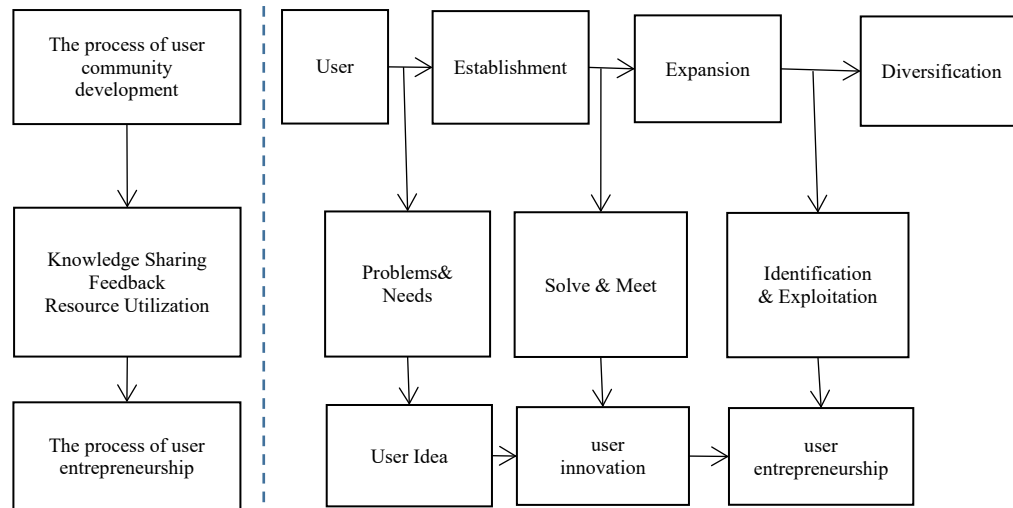 The process of user
community
development
User
Establishment
Expansion
Diversification
Knowledge Sharing
Feedback
Resource Utilization
Problems&
Needs
Solve & Meet
Identification
& Exploitation
The process of user
entrepreneurship
User Idea
user
innovation
user
entrepreneurship